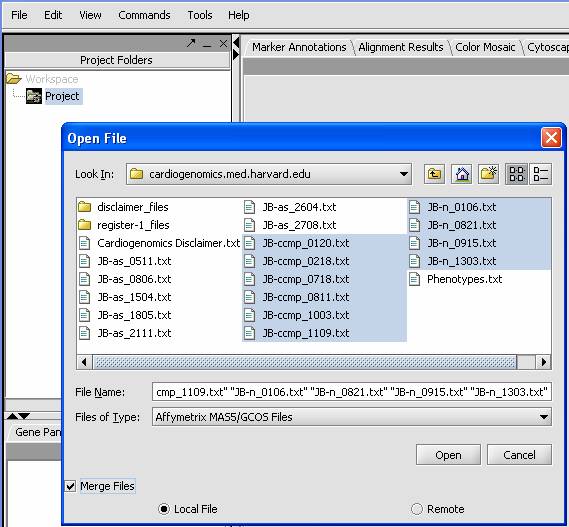 File Edit View Commands Tools Help
Project Folders
Marker Annotations Alignment Results Color Mosaic Cytoscap
Workspace
Project
Open File
Look In: cardiogenomics.med.harvard.edu
disclaimer_files
register-1_files
Cardiogenomics Disclaimer.txt
JB-as_0511.txt
JB-as_0806.txt
JB-as_1504.txt
JB-as_1805.txt
JB-as_2111.txt
JB-as_2604.txt
JB-as_2708.txt
JB-ccmp_0120.txt
JB-ccmp_0218.txt
JB-ccmp_0718.txt
JB-ccmp_0811.txt
JB-ccmp_1003.txt
JB-ccmp_1109.txt
JB-n_0106.txt
JB-n_0821.txt
JB-n_0915.txt
JB-n_1303.txt
Phenotypes.txt
File Name: cmp_1109.txt" "JB-n_0106.txt" "JB-n_0821.txt" "JB-n_0915.txt" "JB-n_1303.txt"
Files of Type: Affymetrix MAS5/GCOS Files
Gene Pan
Open Cancel
Merge Files
Local File Remote